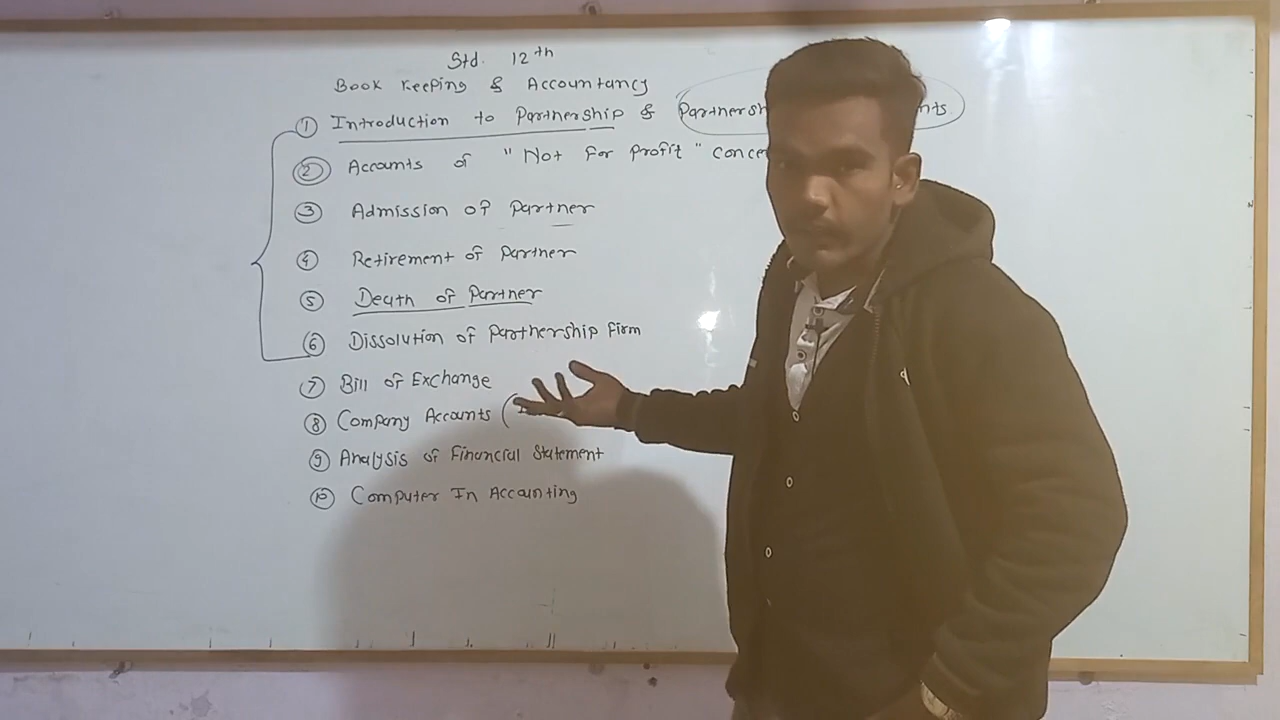 Std. 12th
Book Keeping & Accountancy
① Introduction to Partnership &
② Accounts of "Not For Profit"
③ Admission of Partner
④ Retirement of Partner
⑤ Death of Partner
⑥ Dissolution of Partnership Firm
⑦ Bill of Exchange
⑧ Company Accounts (
⑨ Analysis of Financial Statement
⑩ Computer In Accounting